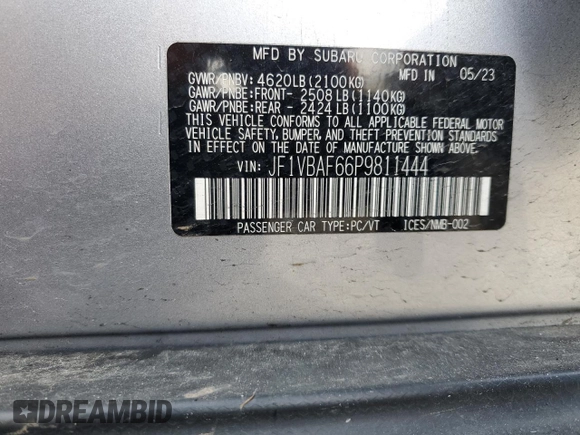 MFD BY SUBARU CORPORATION
GVWR/PNBV: 4620LB(2100KG) MFD IN 05/23
GAWR/PNBE:FRONT- 2508LB(1140KG)
GAWR/PNBE:REAR - 2424LB(1100KG)
THIS VEHICLE CONFORMS TO ALL APPLICABLE FEDERAL MOTOR
VEHICLE SAFETY, BUMPER, AND THEFT PREVENTION STANDARDS
IN EFFECT ON THE DATE OF MANUFACTURE SHOWN ABOVE.
VIN: JF1VBAF66P9811444
PASSENGER CAR TYPE:PC/VT ICES/NMB-002
DREAMBID